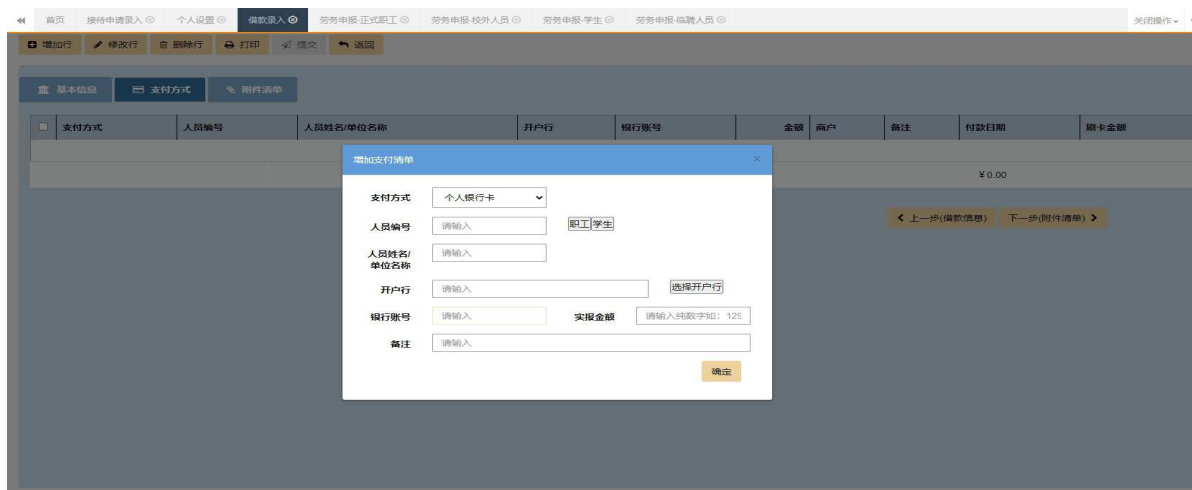 首页 接待申请录入 个人设置 借款录入 劳务申报-正式职工 劳务申报-校外人员 劳务申报-学生 劳务申报-临聘人员 关闭操作
增加行 修改行 删除行 打印 提交 返回
基本信息 支付方式 附件清单
支付方式 人员编号 人员姓名/单位名称 开户行 银行账号 金额 商户 备注 付款日期 刷卡金额
增加支付清单 ×
¥0.00
支付方式 个人银行卡
人员编号 请输入 职工 学生
上一步(借款信息) 下一步(附件清单)
人员姓名/ 请输入
单位名称
开户行 请输入 选择开户行
银行账号 请输入 实报金额 请输入纯数字如：129
备注 请输入
确定